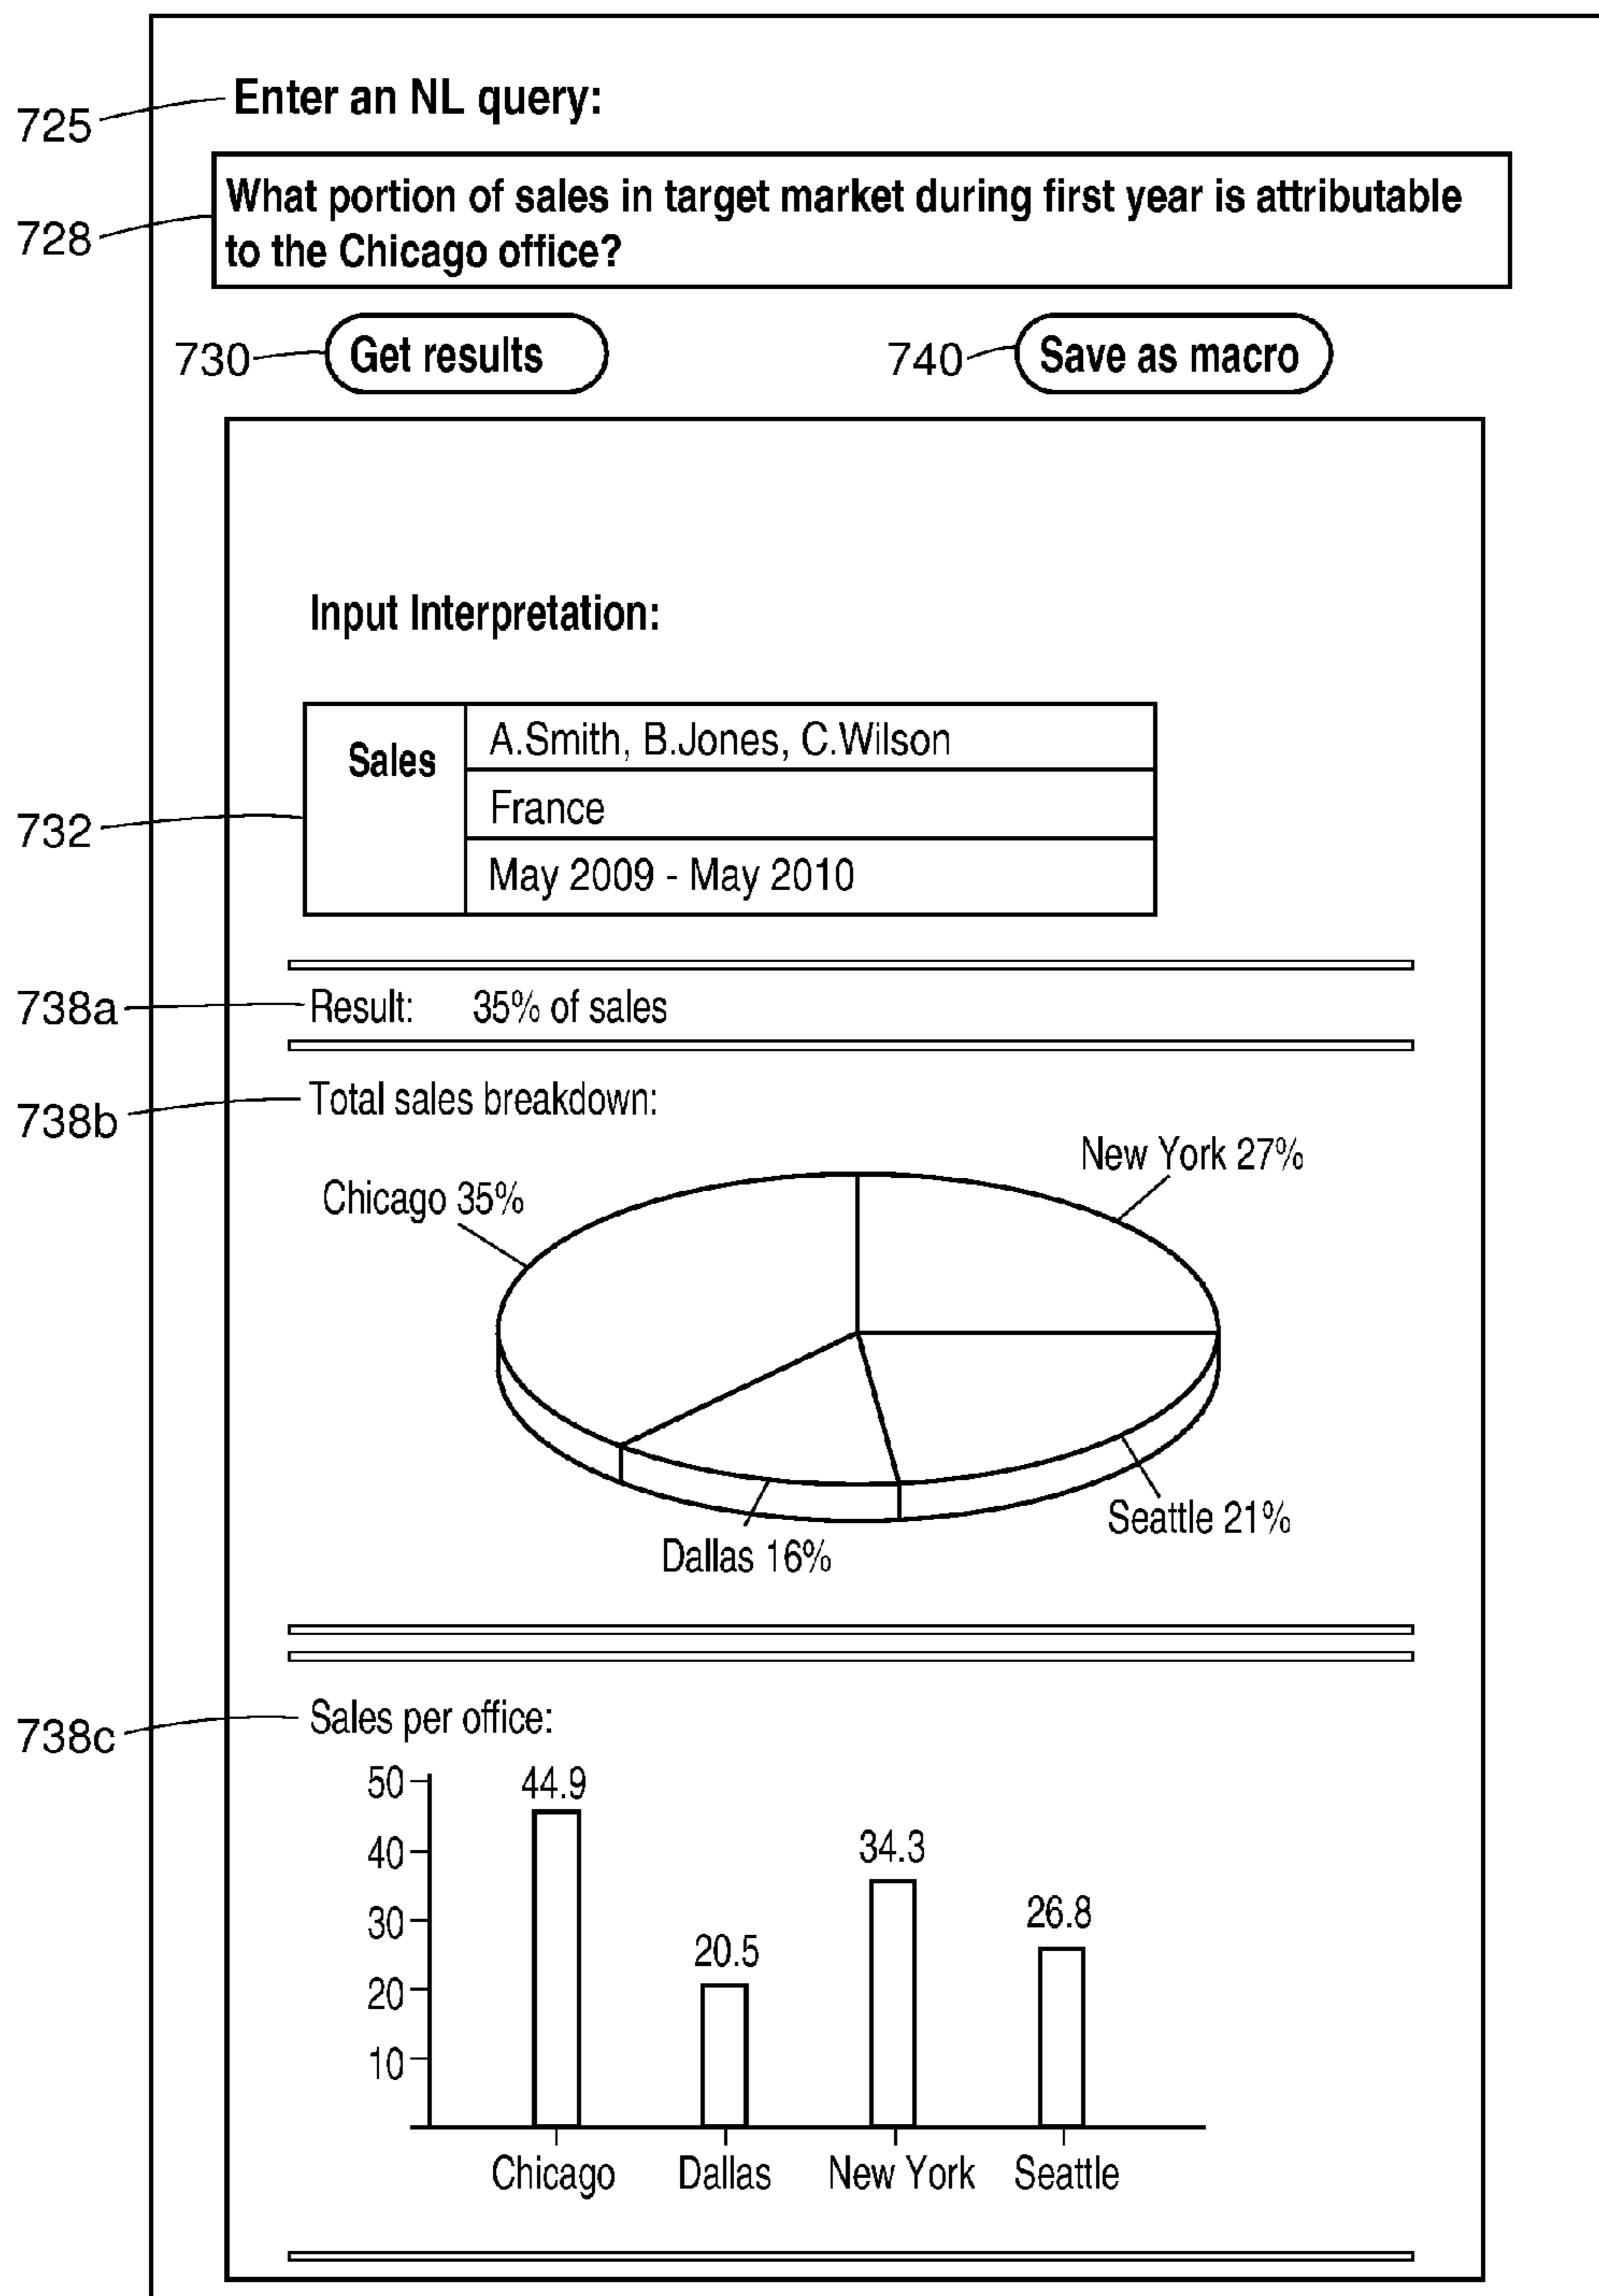 725
Enter an NL query:
728
What portion of sales in target market during first year is attributable
to the Chicago office?
730
Get results
740
Save as macro
Input Interpretation:
732
Sales
A.Smith, B.Jones, C.Wilson
France
May 2009 - May 2010
738a
Result: 35% of sales
738b
Total sales breakdown:
New York 27%
Chicago 35%
Seattle 21%
Dallas 16%
738c
Sales per office:
50
40
30
20
10
44.9
20.5
34.3
26.8
Chicago Dallas New York Seattle